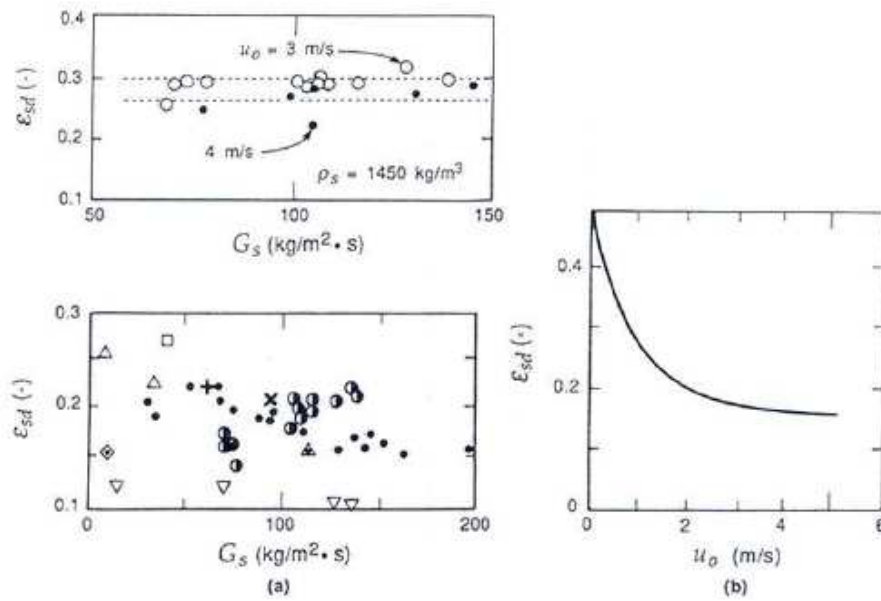 0.4
0.3
0.2
0.1
ε_sd (-)
u_o = 3 m/s
4 m/s
ρ_s = 1450 kg/m³
50
100
150
G_s (kg/m² • s)
0.3
0.2
0.1
ε_sd (-)
0
100
200
G_s (kg/m² • s)
(a)
0.4
0.2
0
ε_sd (-)
0
2
4
6
u_o (m/s)
(b)